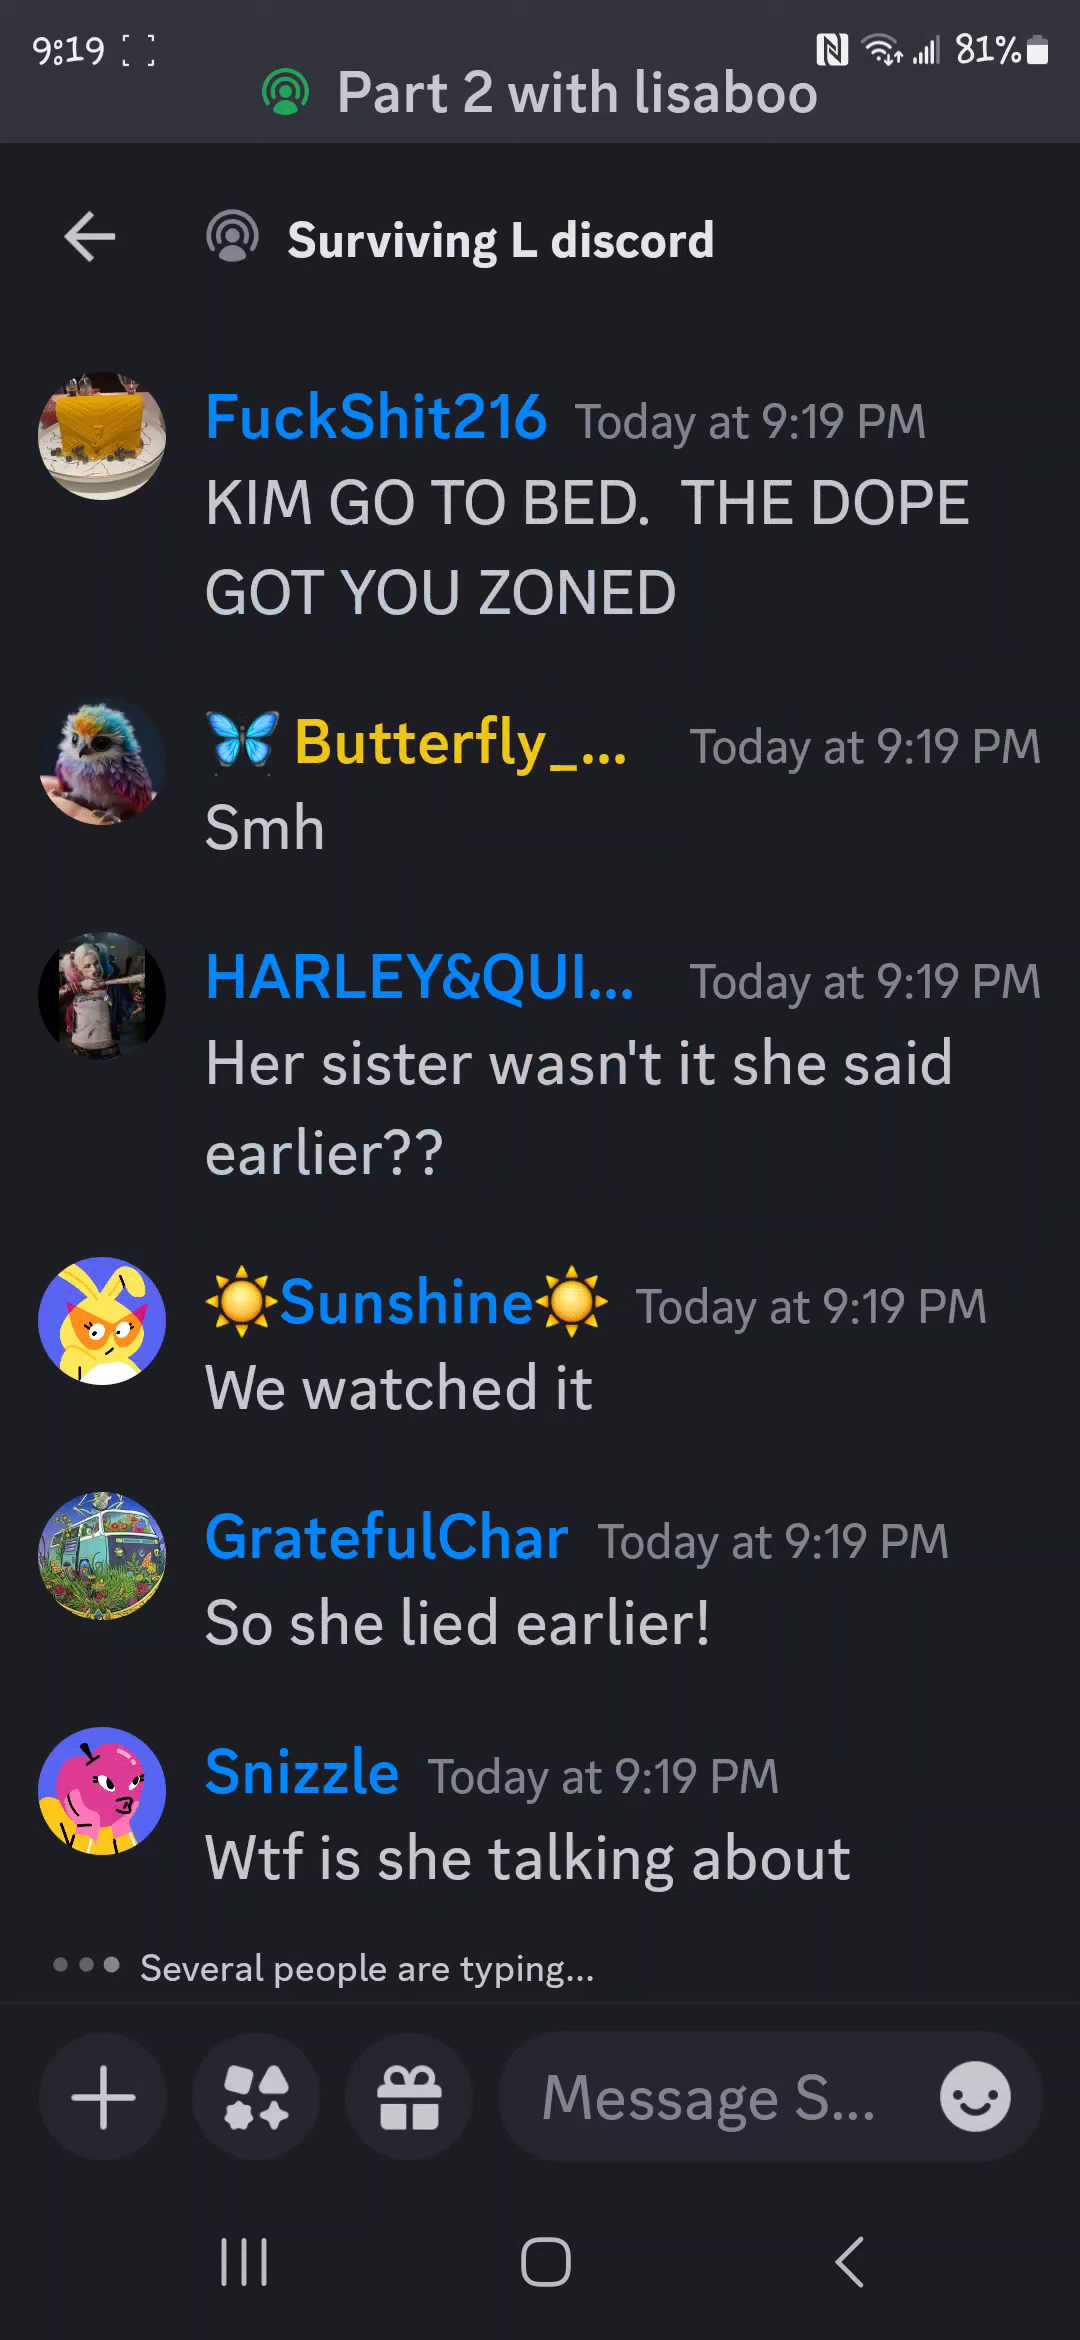 9:19 81%
Part 2 with lisaboo
Surviving L discord
FuckShit216 Today at 9:19 PM
KIM GO TO BED. THE DOPE
GOT YOU ZONED
🦋 Butterfly_... Today at 9:19 PM
Smh
HARLEY&QUI... Today at 9:19 PM
Her sister wasn't it she said
earlier??
☀️Sunshine☀️ Today at 9:19 PM
We watched it
GratefulChar Today at 9:19 PM
So she lied earlier!
Snizzle Today at 9:19 PM
Wtf is she talking about
Several people are typing...
Message S...